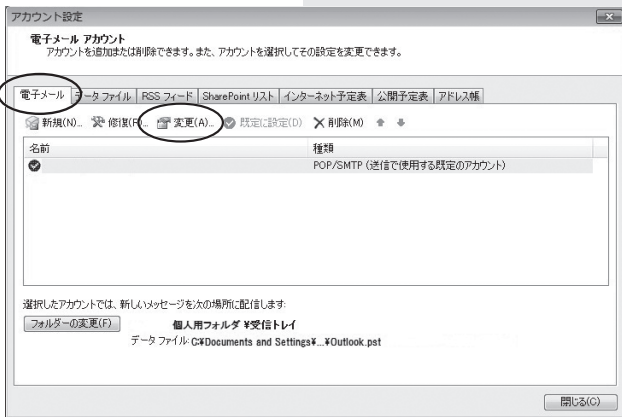 アカウント設定
電子メール アカウント
アカウントを追加または削除できます。また、アカウントを選択してその設定を変更できます。
電子メール データ ファイル RSS フィード SharePoint リスト インターネット予定表 公開予定表 アドレス帳
新規(N)... 修復(R)... 変更(A)... 既定に設定(D) 削除(M)
名前 種類
POP/SMTP (送信で使用する既定のアカウント)
選択したアカウントでは、新しいメッセージを次の場所に配信します:
フォルダーの変更(F) 個人用フォルダ ¥受信トレイ
データ ファイル: C¥Documents and Settings¥...¥Outlook.pst
閉じる(C)